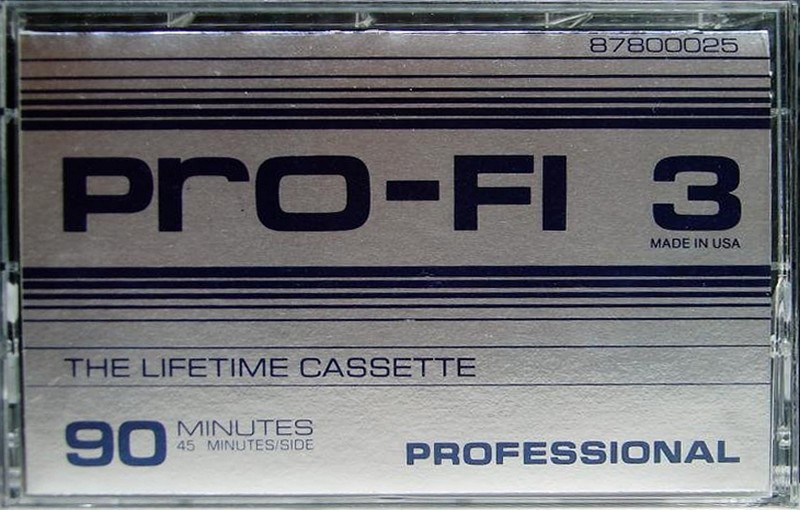 87800025
PRO-FI 3
MADE IN USA
THE LIFETIME CASSETTE
90 MINUTES
45 MINUTES/SIDE
PROFESSIONAL